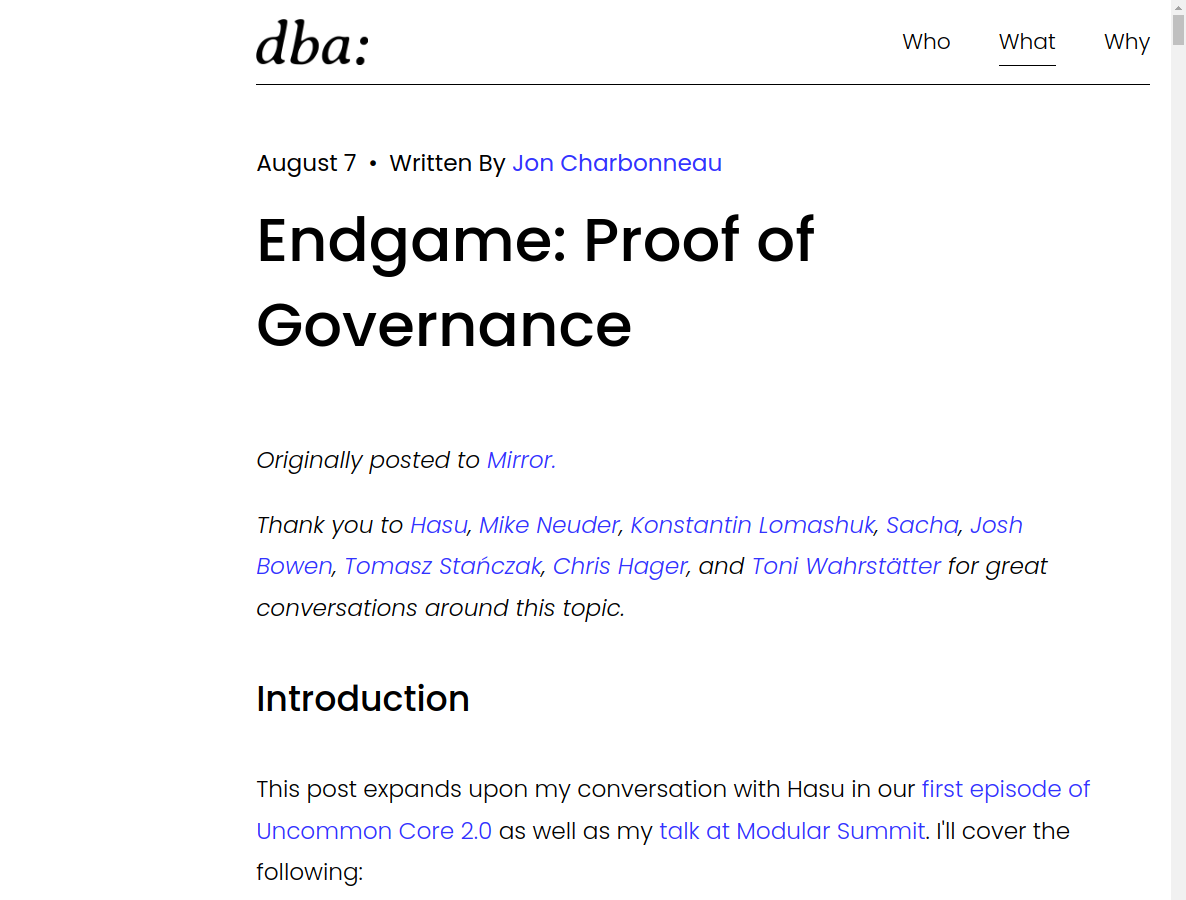 dba:
Who What Why
August 7 • Written By Jon Charbonneau
Endgame: Proof of
Governance
Originally posted to Mirror.
Thank you to Hasu, Mike Neuder, Konstantin Lomashuk, Sacha, Josh
Bowen, Tomasz Stańczak, Chris Hager, and Toni Wahrstätter for great
conversations around this topic.
Introduction
This post expands upon my conversation with Hasu in our first episode of
Uncommon Core 2.0 as well as my talk at Modular Summit. I'll cover the
following: